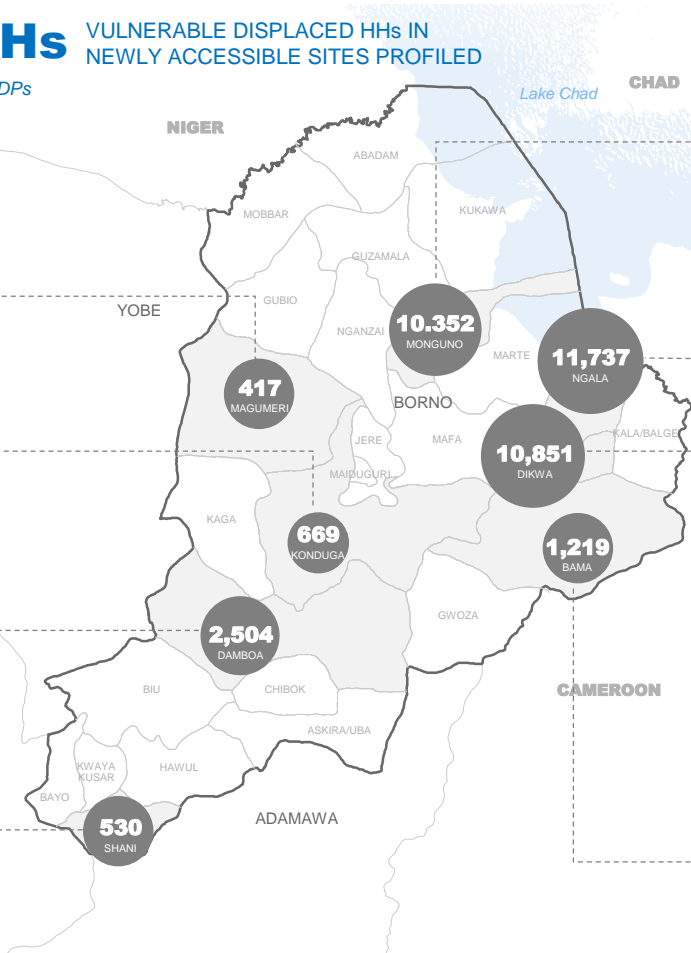 HHs
VULNERABLE DISPLACED HHs IN
NEWLY ACCESSIBLE SITES PROFILED
DPs
CHAD
Lake Chad
NIGER
ABADAM
MOBBAR
KUKAWA
GUZAMALA
GUBIO
YOBE
NGANZAI
10.352
MONGUNO
MARTE
11,737
NGALA
417
MAGUMERI
BORNO
JERE
MAFA
KALA/BALGE
10,851
DIKWA
MAIDUGURI
KAGA
669
KONDUGA
1,219
BAMA
GWOZA
2,504
DAMBOA
BIU
CHIBOK
CAMEROON
ASKIRA/UBA
KWAYA
KUSAR
HAWUL
BAYO
ADAMAWA
530
SHANI